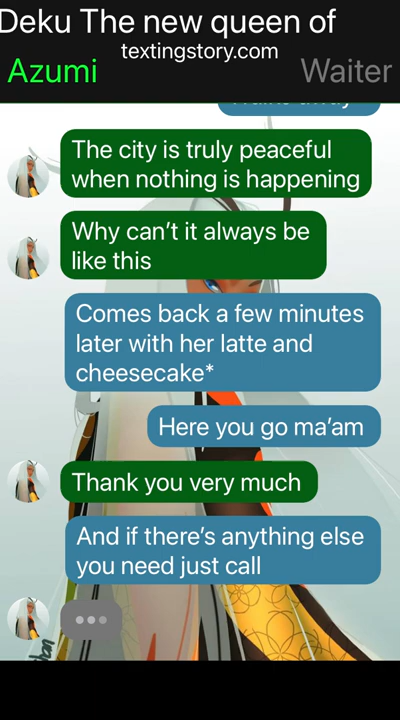 Deku The new queen of
textingstory.com
Azumi
Waiter
The city is truly peaceful
when nothing is happening
Why can't it always be
like this
Comes back a few minutes
later with her latte and
cheesecake*
Here you go ma'am
Thank you very much
And if there's anything else
you need just call